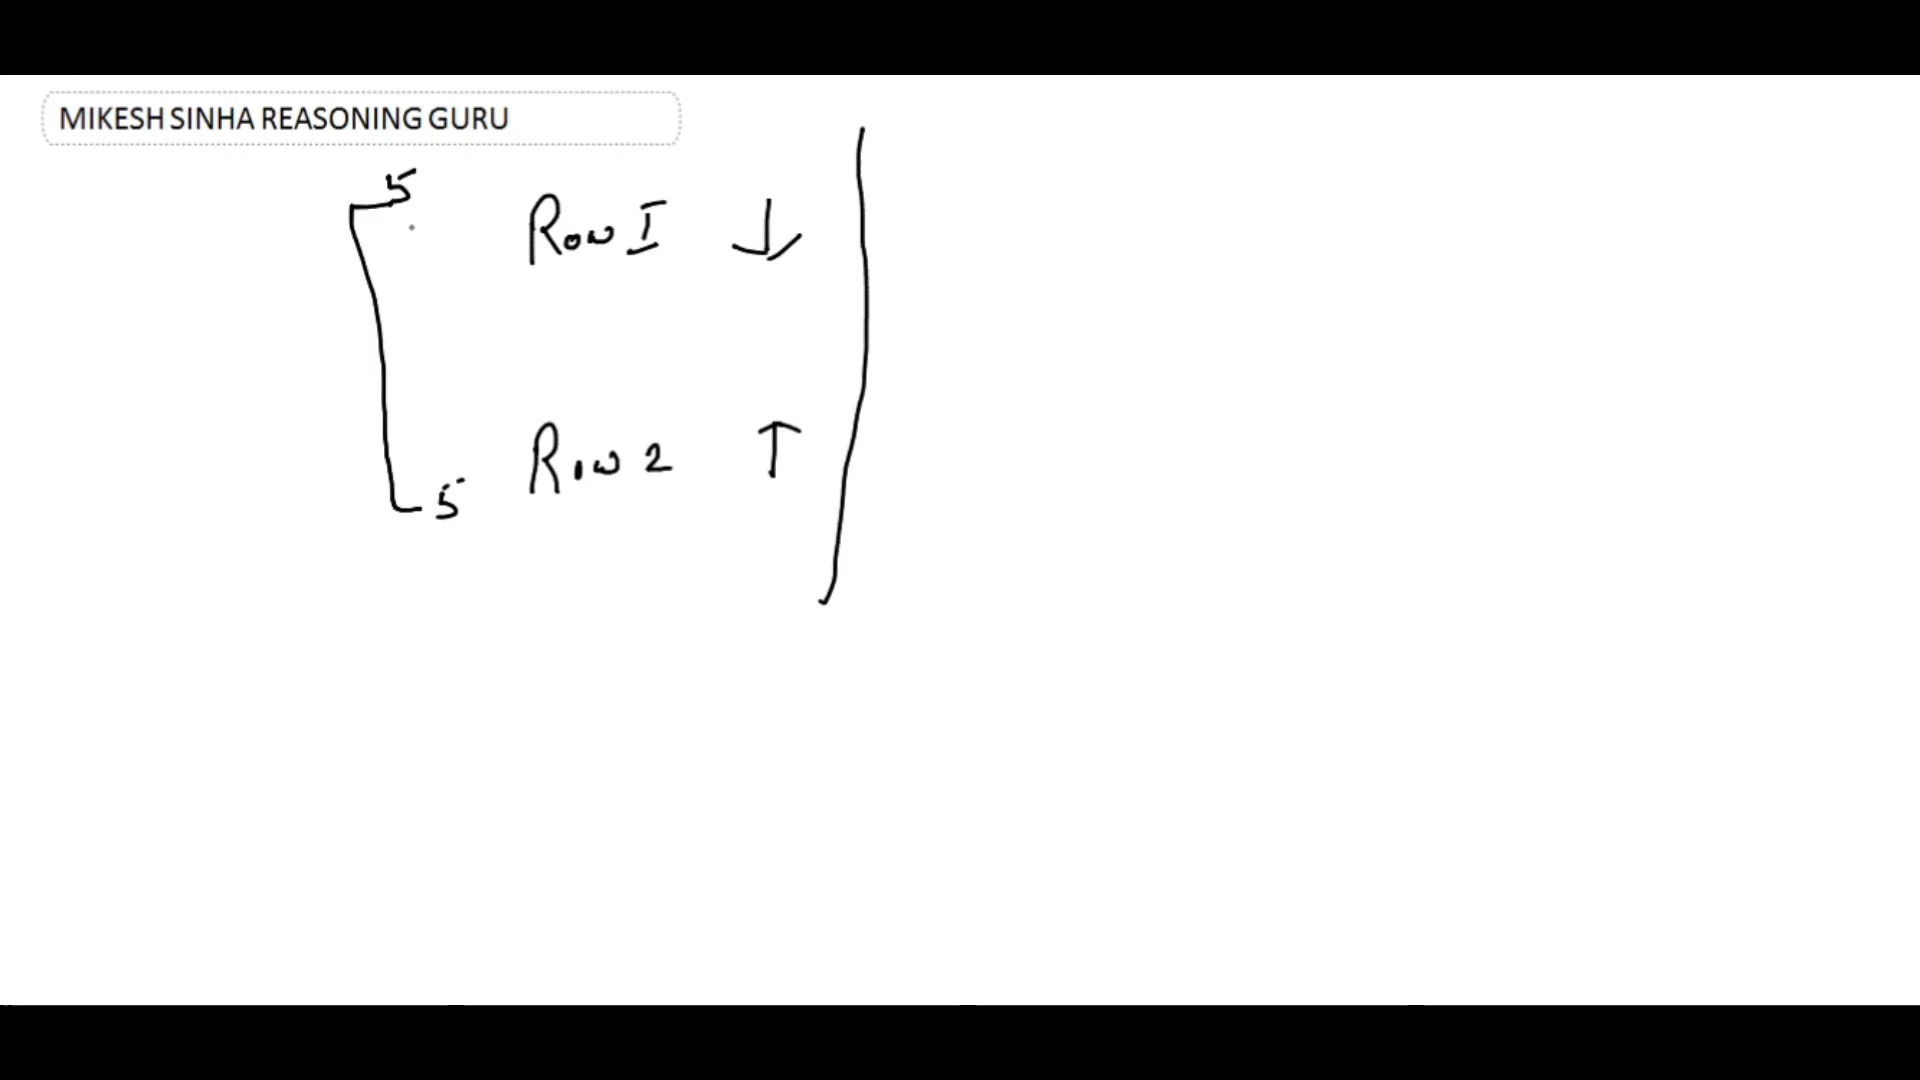 MIKESH SINHA REASONING GURU
5 Row I ↓
Row 2 ↑
5